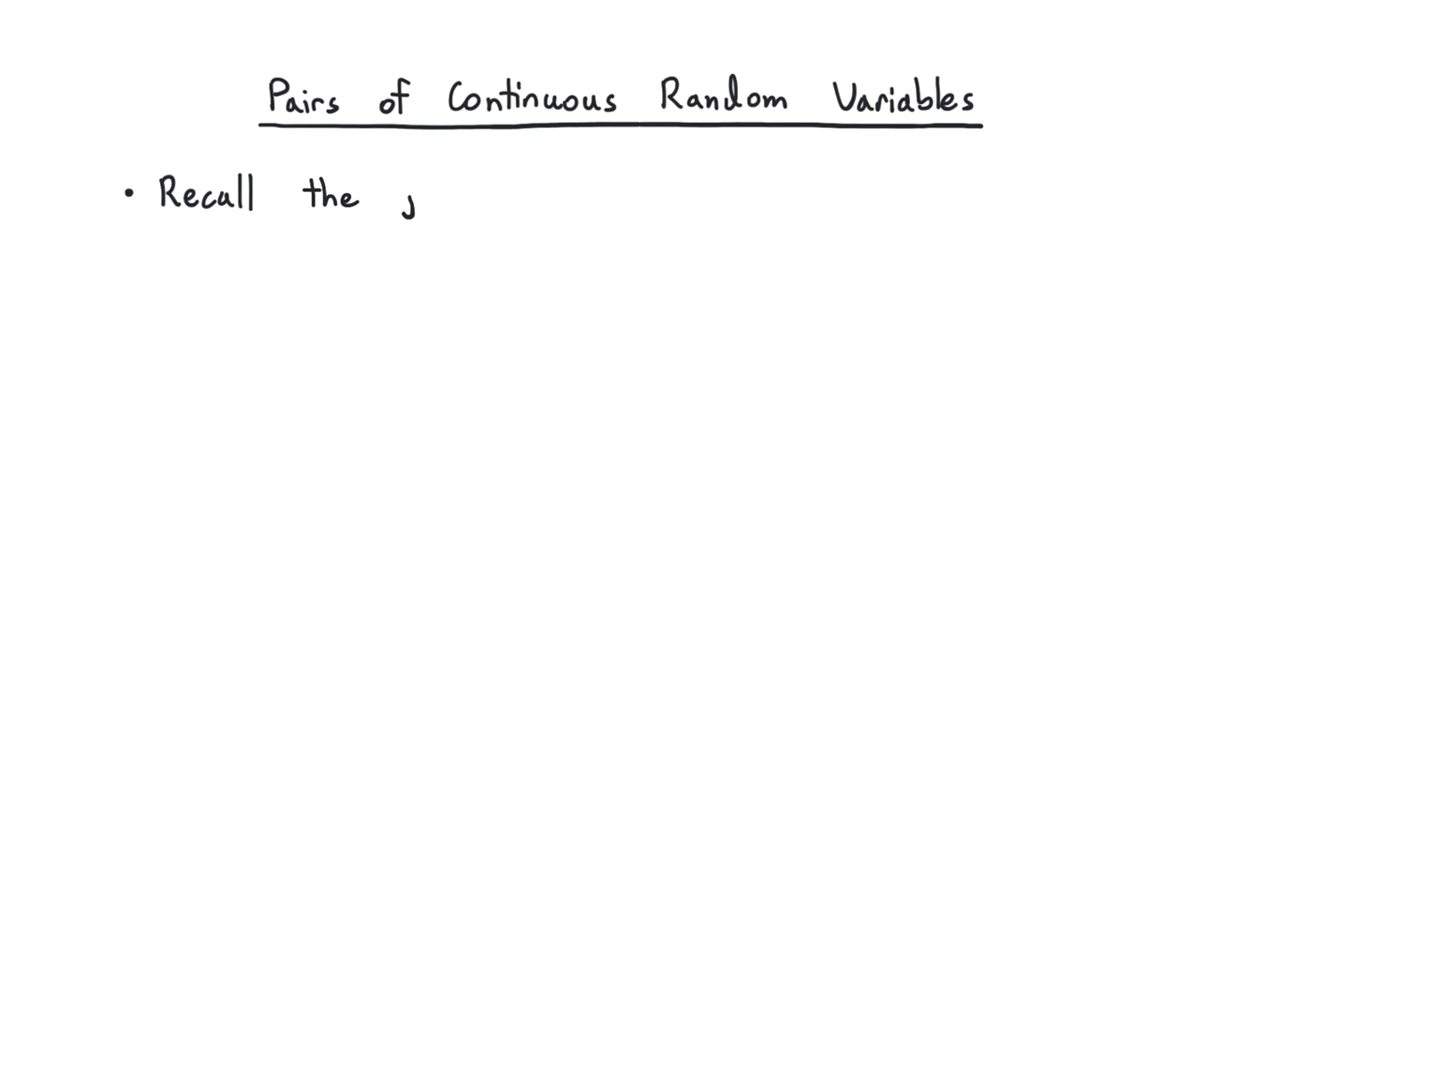 Pairs of Continuous Random Variables
• Recall the j